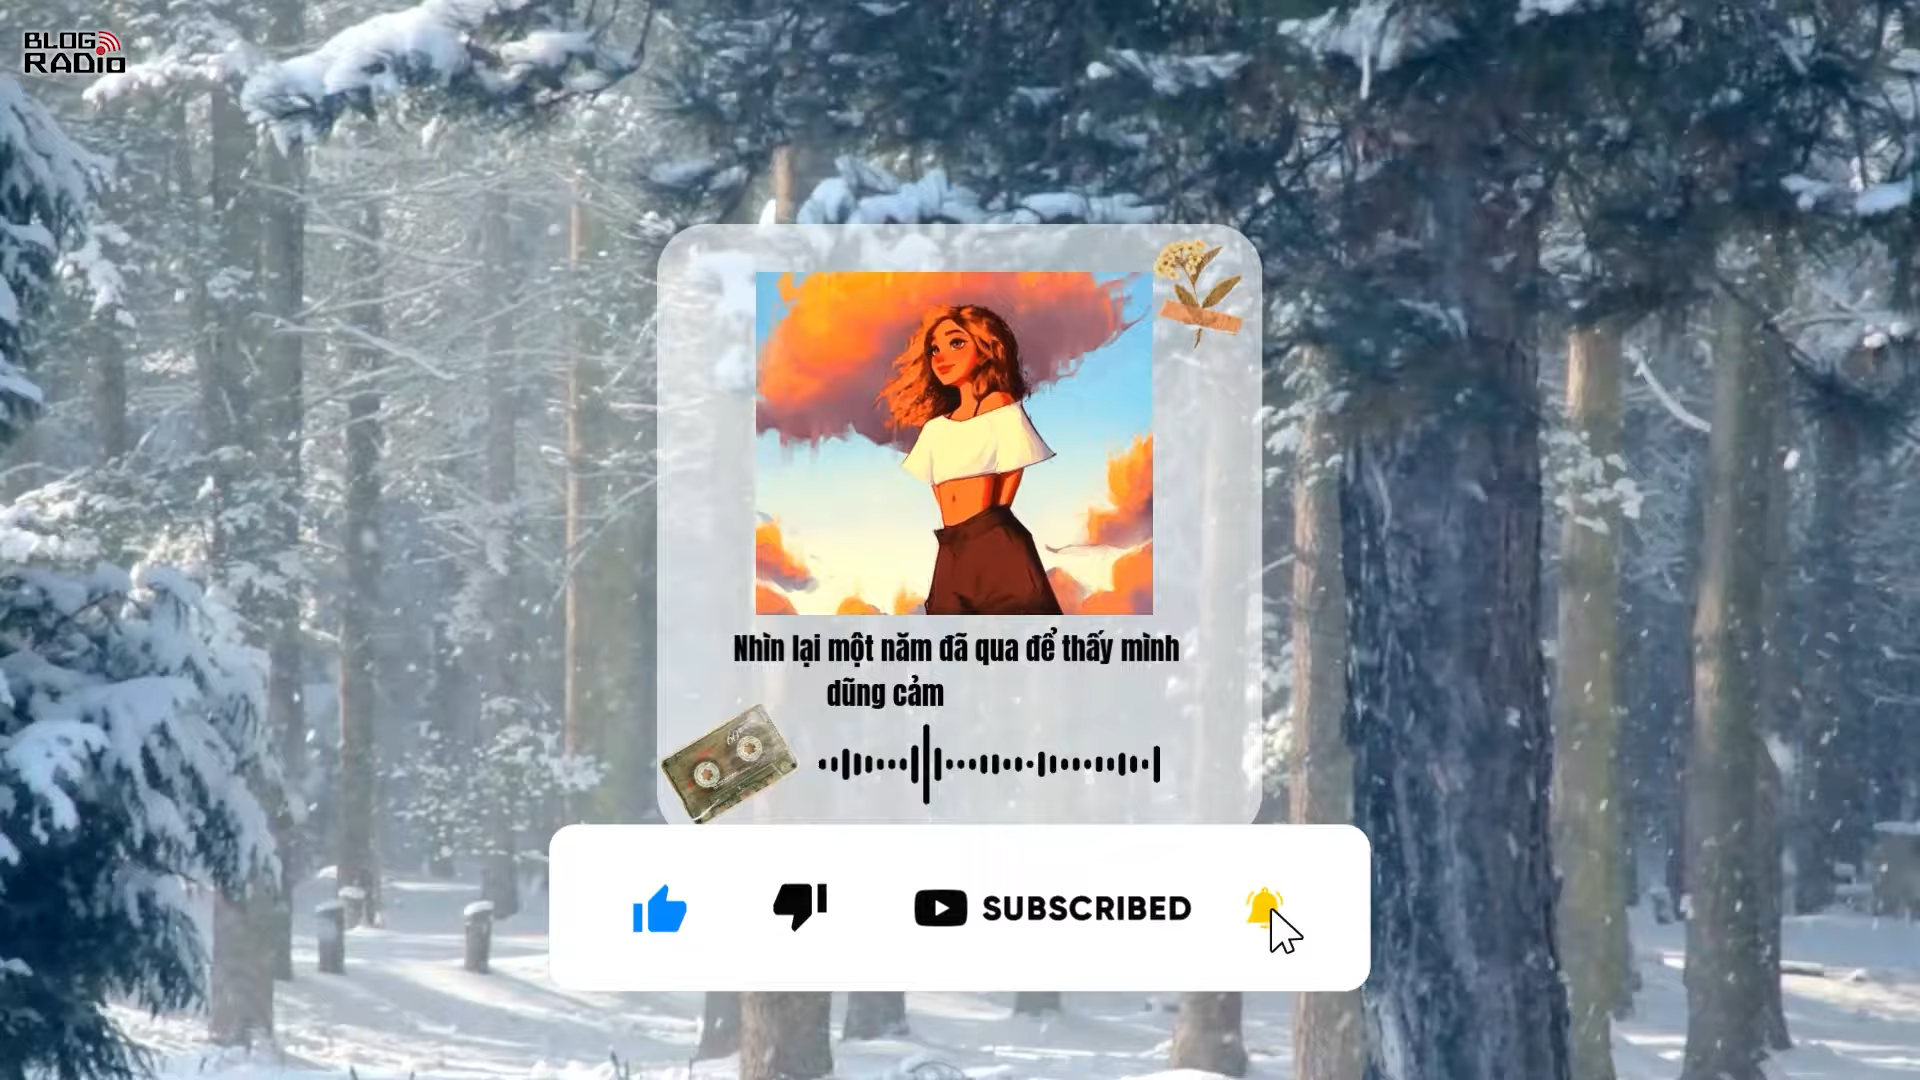 BLOG
RADIO
Nhìn lại một năm đã qua để thấy mình
dũng cảm
SUBSCRIBED